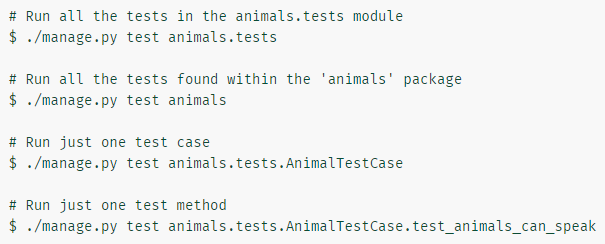 # Run all the tests in the animals.tests module
$ ./manage.py test animals.tests
# Run all the tests found within the 'animals' package
$ ./manage.py test animals
# Run just one test case
$ ./manage.py test animals.tests.AnimalTestCase
# Run just one test method
$ ./manage.py test animals.tests.AnimalTestCase.test_animals_can_speak